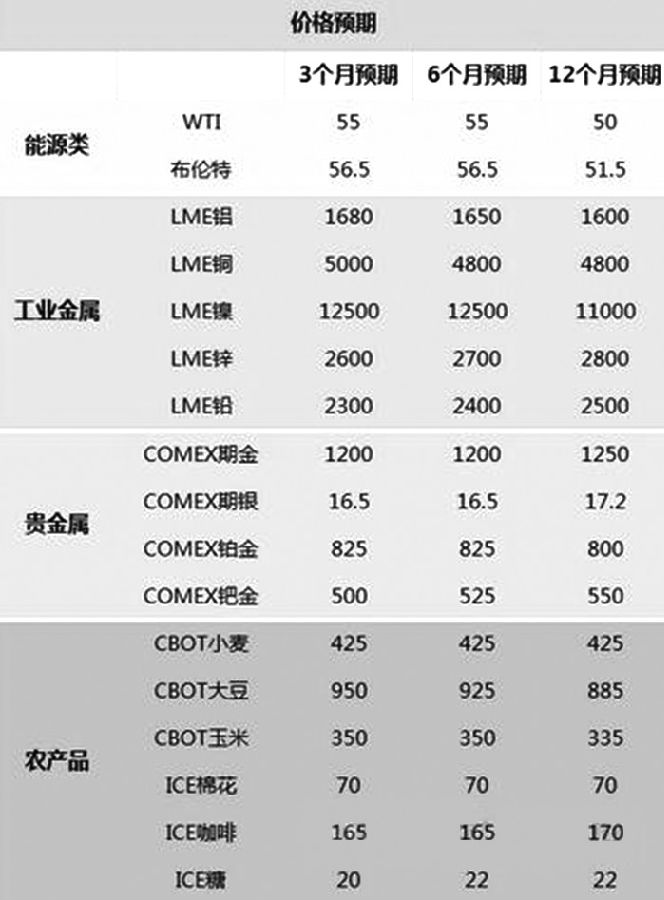 价格预期
3个月预期 6个月预期 12个月预期
能源类
WTI 55 55 50
布伦特 56.5 56.5 51.5
工业金属
LME铝 1680 1650 1600
LME铜 5000 4800 4800
LME镍 12500 12500 11000
LME锌 2600 2700 2800
LME铅 2300 2400 2500
贵金属
COMEX期金 1200 1200 1250
COMEX期银 16.5 16.5 17.2
COMEX铂金 825 825 800
COMEX钯金 500 525 550
农产品
CBOT小麦 425 425 425
CBOT大豆 950 925 885
CBOT玉米 350 350 335
ICE棉花 70 70 70
ICE咖啡 165 165 170
ICE糖 20 22 22